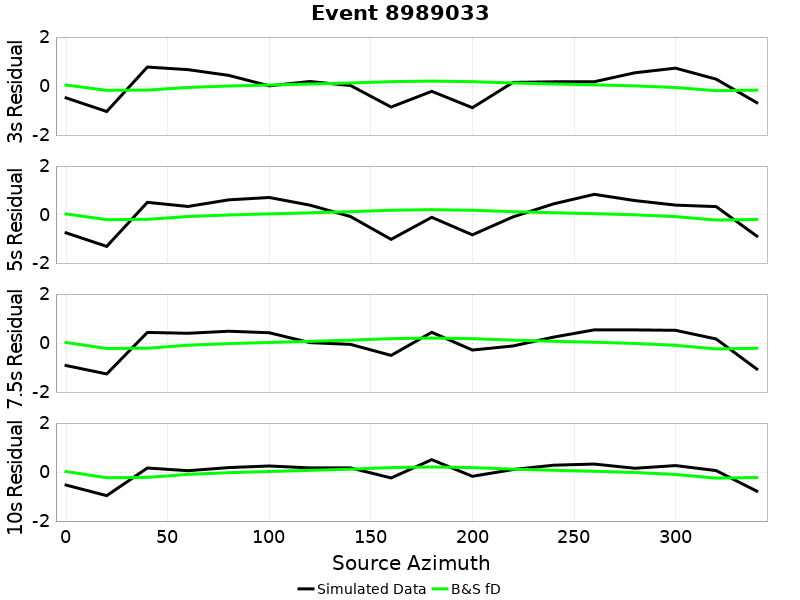 Event 8989033
3s Residual
2
0
-2
5s Residual
2
0
-2
7.5s Residual
2
0
-2
10s Residual
2
0
-2
0 50 100 150 200 250 300
Source Azimuth
Simulated Data B&S fD